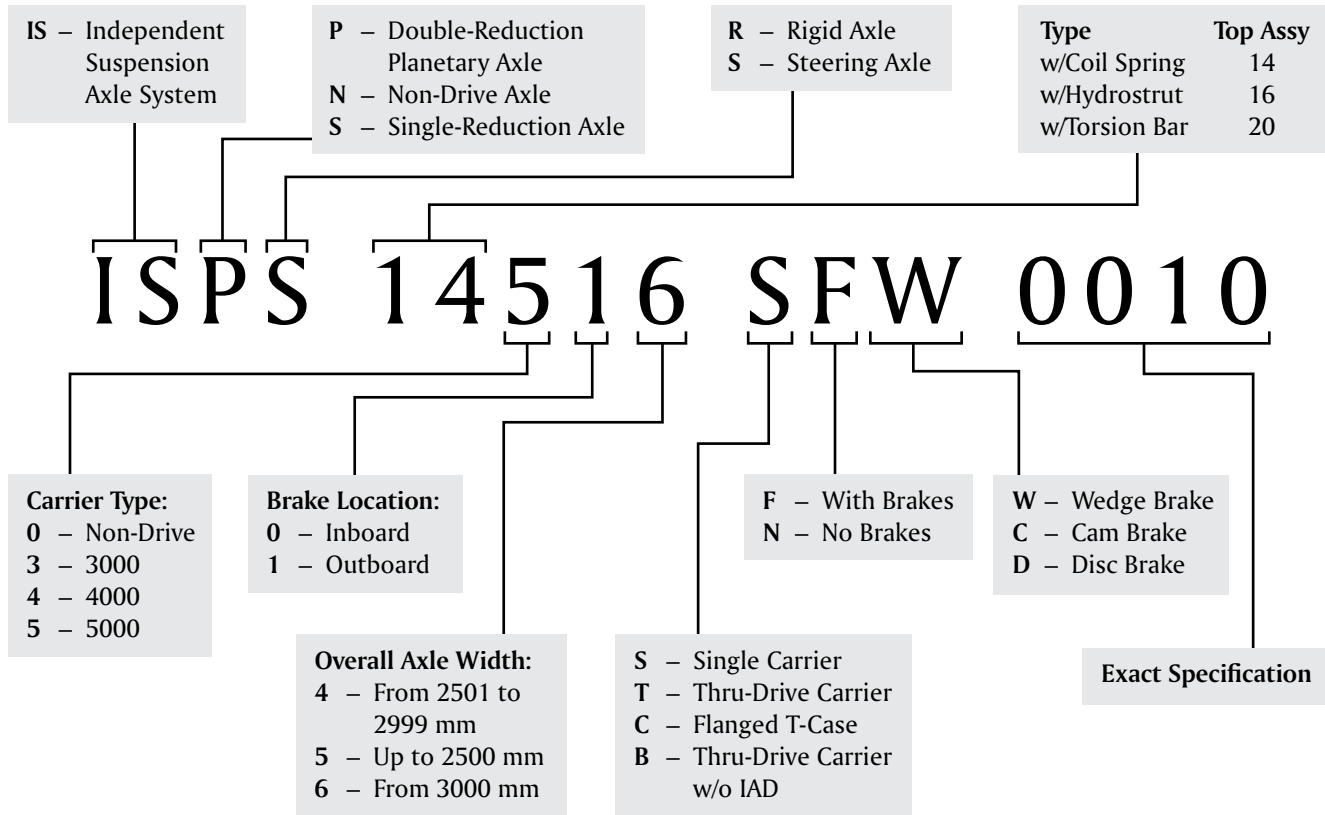 IS – Independent
Suspension
Axle System
P – Double-Reduction
Planetary Axle
N – Non-Drive Axle
S – Single-Reduction Axle
R – Rigid Axle
S – Steering Axle
Type Top Assy
w/Coil Spring 14
w/Hydrostrut 16
w/Torsion Bar 20
ISPS 14516 SFW 0010
Carrier Type:
0 – Non-Drive
3 – 3000
4 – 4000
5 – 5000
Brake Location:
0 – Inboard
1 – Outboard
Overall Axle Width:
4 – From 2501 to
2999 mm
5 – Up to 2500 mm
6 – From 3000 mm
S – Single Carrier
T – Thru-Drive Carrier
C – Flanged T-Case
B – Thru-Drive Carrier
w/o IAD
F – With Brakes
N – No Brakes
W – Wedge Brake
C – Cam Brake
D – Disc Brake
Exact Specification